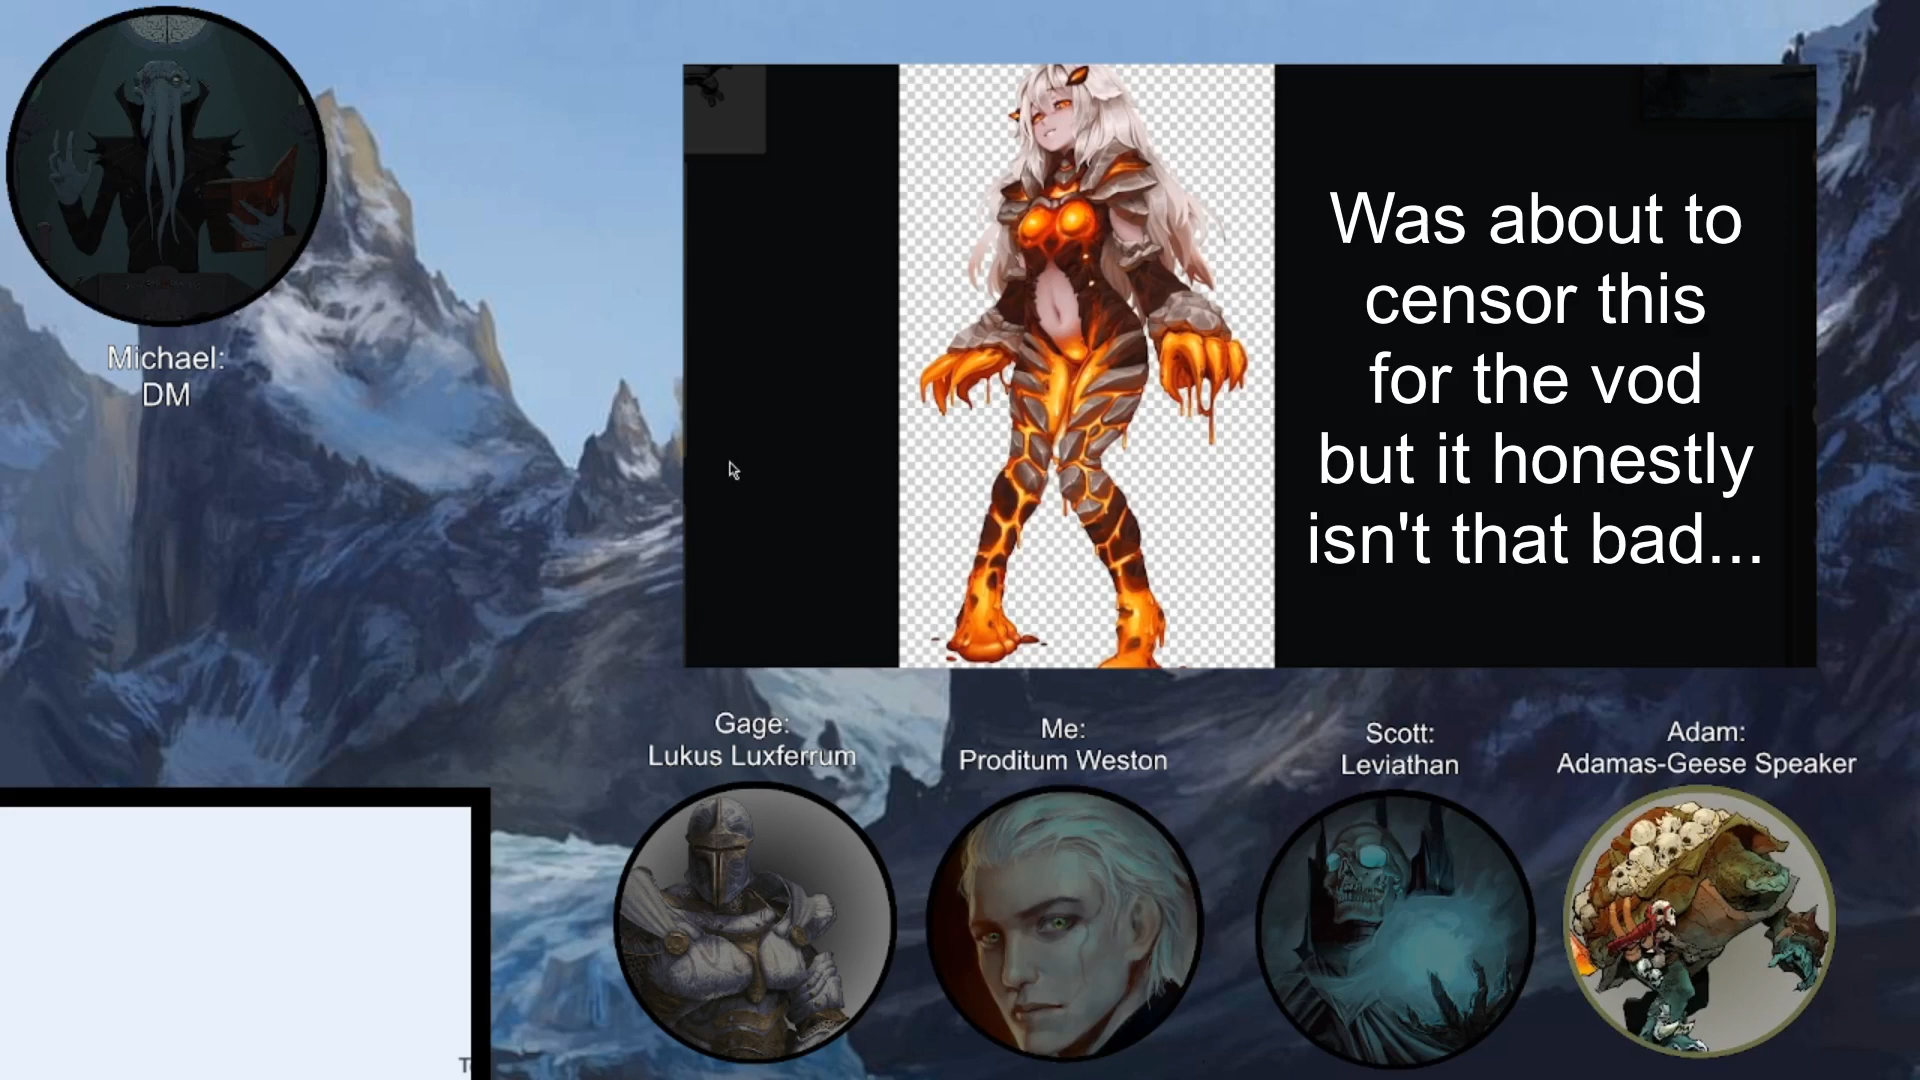 Michael:
DM
Was about to
censor this
for the vod
but it honestly
isn't that bad...
Gage:
Lukus Luxferrum
Me:
Proditum Weston
Scott:
Leviathan
Adam:
Adamas-Geese Speaker